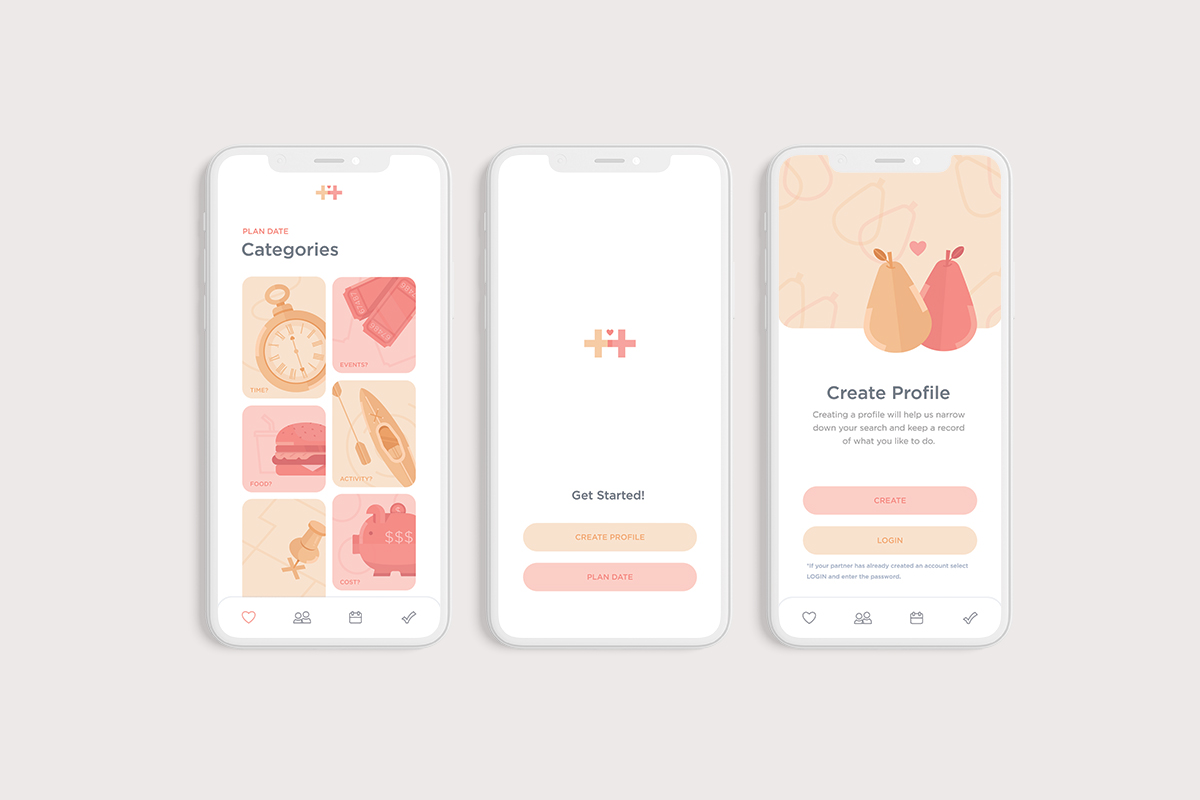 PLAN DATE
Categories
TIME?
EVENTS?
FOOD?
ACTIVITY?
$$$
COST?
Get Started!
CREATE PROFILE
PLAN DATE
Create Profile
Creating a profile will help us narrow
down your search and keep a record
of what you like to do.
CREATE
LOGIN
*If your partner has already created an account select
LOGIN and enter the password.